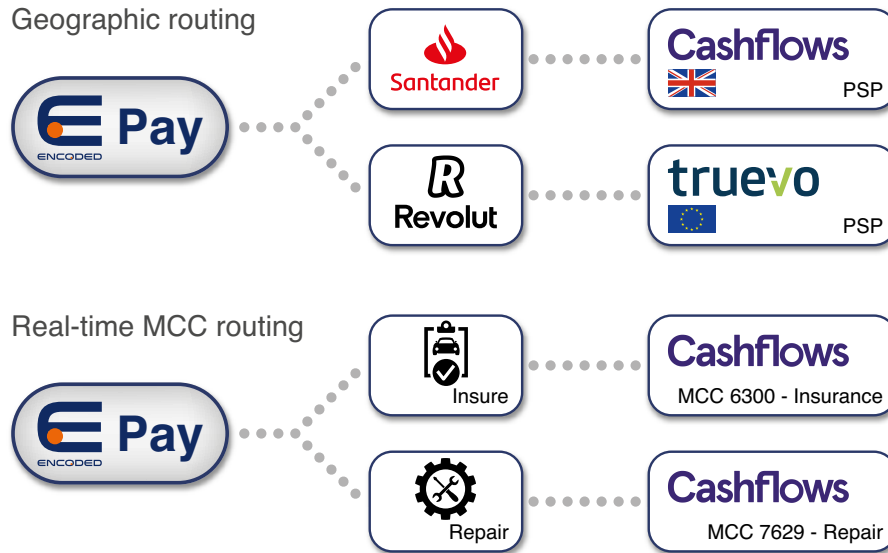 Geographic routing
ENCODED
Pay
Santander
Cashflows
PSP
Revolut
truevo
PSP
Real-time MCC routing
ENCODED
Pay
Insure
Cashflows
MCC 6300 - Insurance
Repair
Cashflows
MCC 7629 - Repair